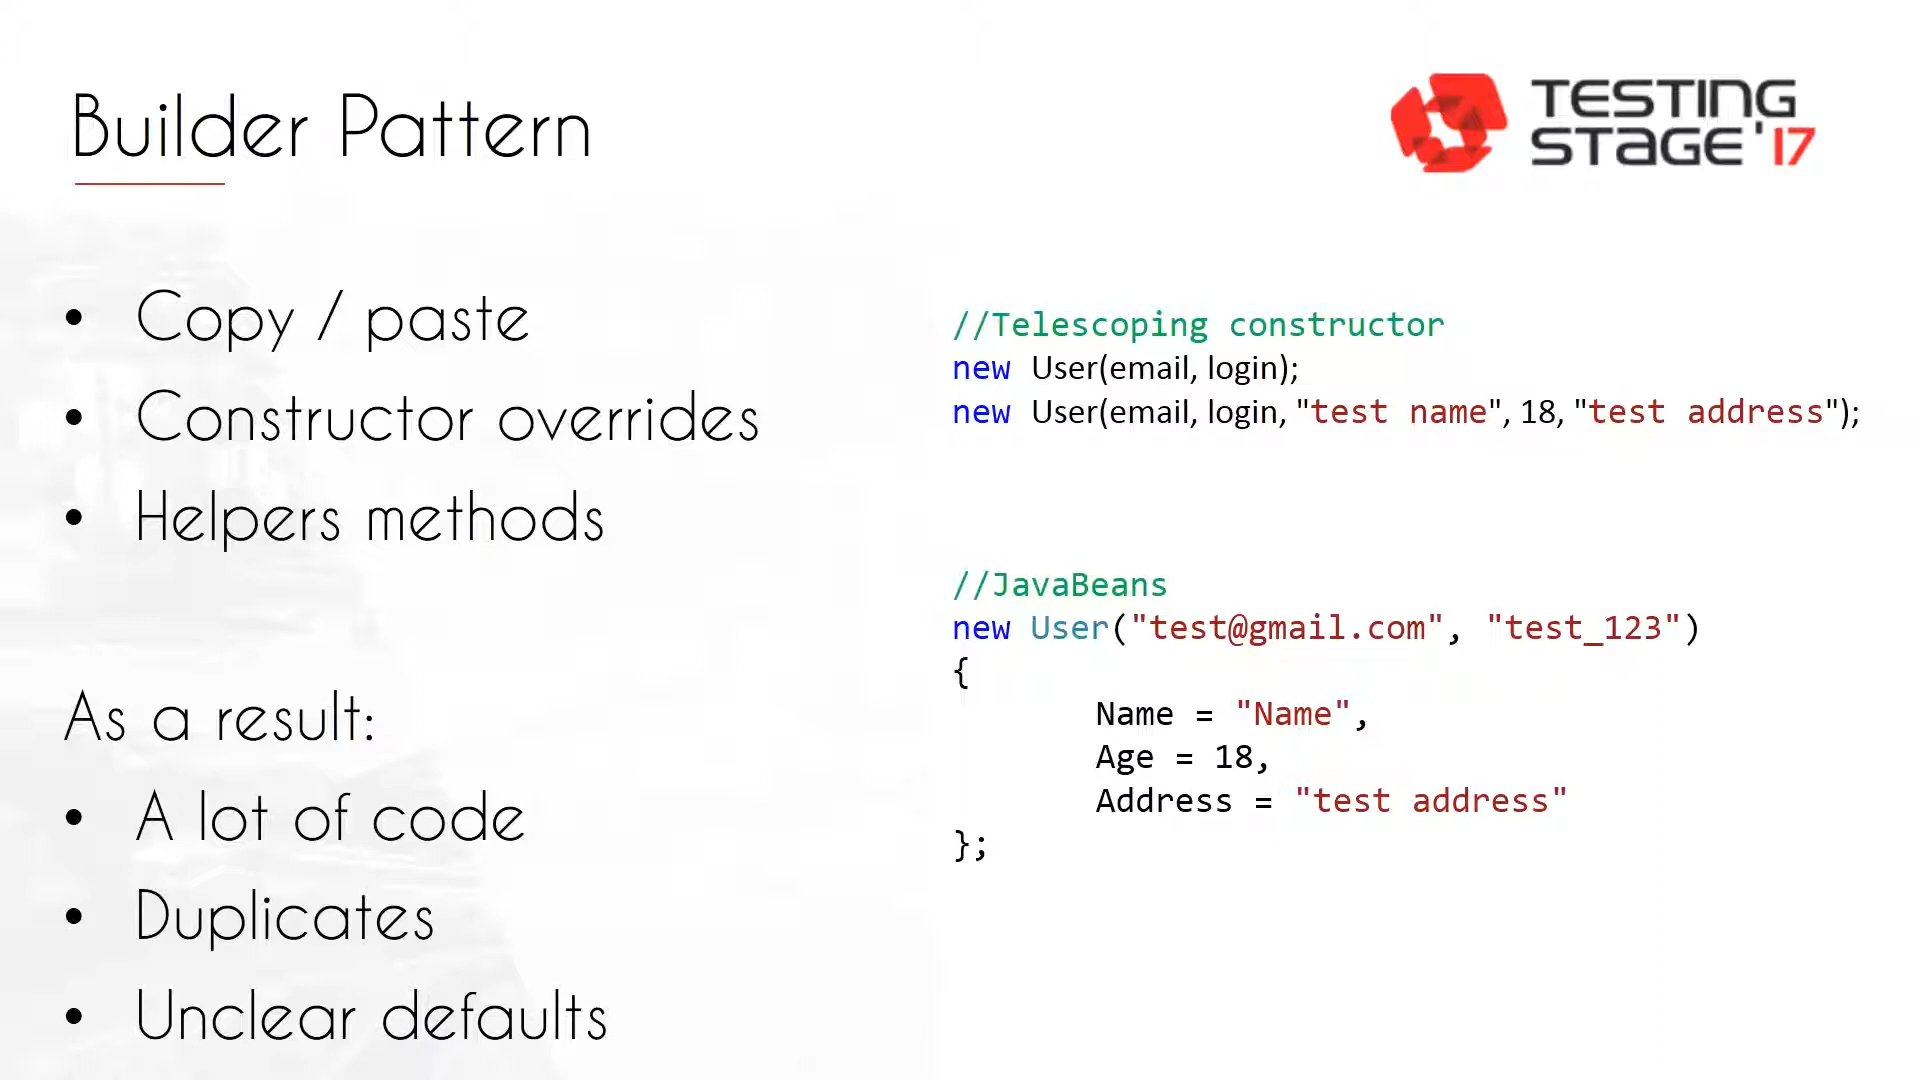 Builder Pattern
TESTING
STAGE'17
• Copy / paste
• Constructor overrides
• Helpers methods
As a result:
• A lot of code
• Duplicates
• Unclear defaults
//Telescoping constructor
new User(email, login);
new User(email, login, "test name", 18, "test address");
//JavaBeans
new User("test@gmail.com", "test_123")
{
Name = "Name",
Age = 18,
Address = "test address"
};